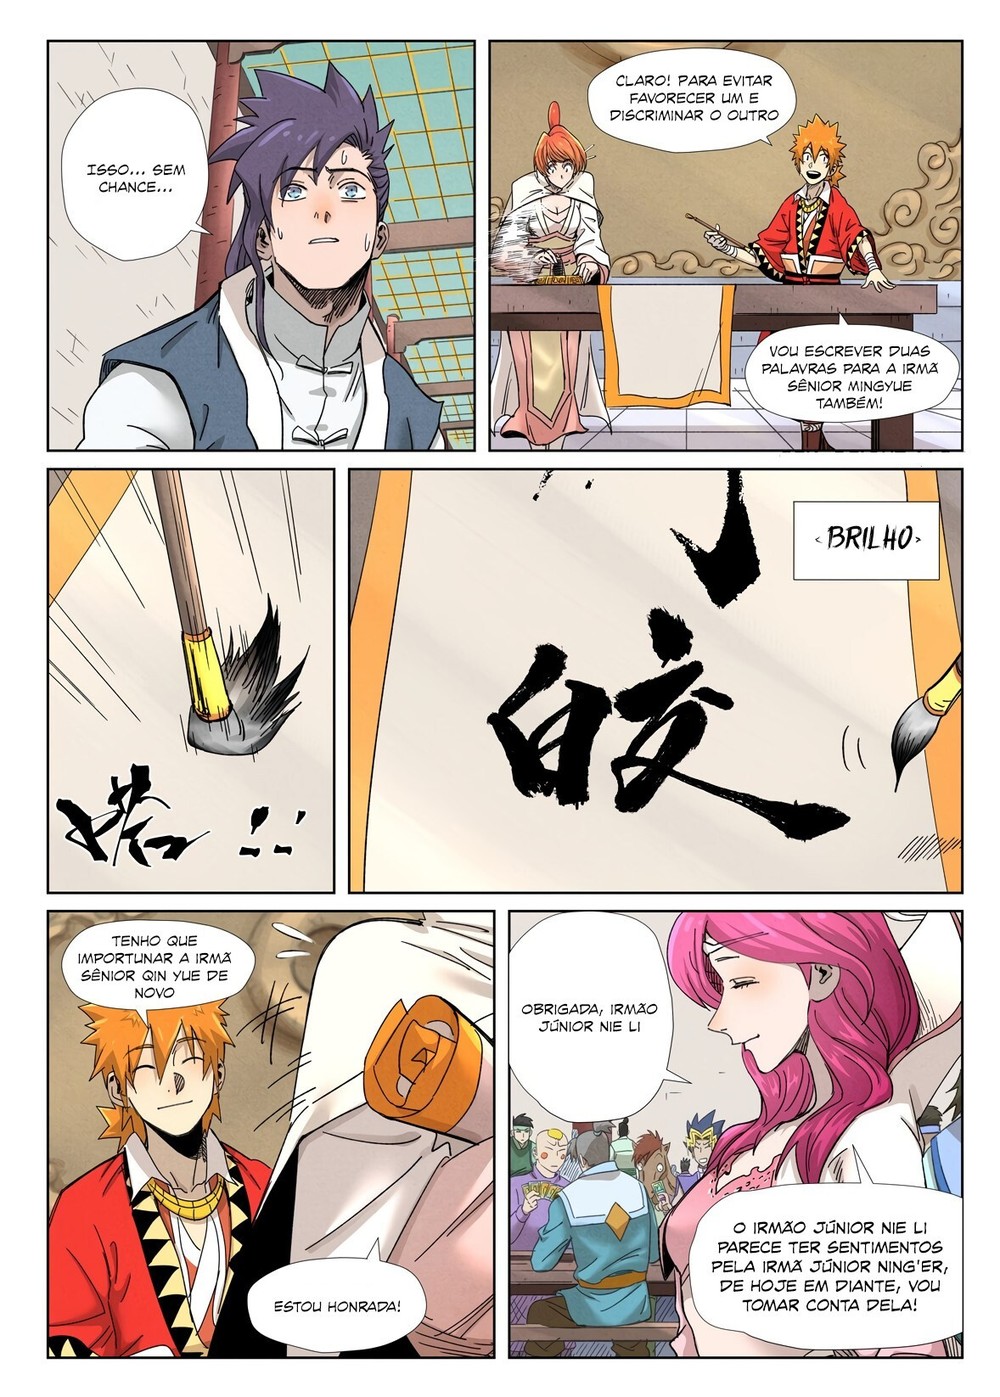 ISSO... SEM
CHANCE...
CLARO! PARA EVITAR
FAVORECER UM E
DISCRIMINAR O OUTRO
VOU ESCREVER DUAS
PALAVRAS PARA A IRMÃ
SÊNIOR MINGYUE
TAMBÉM!
‹ BRILHO ›
皎
TENHO QUE
IMPORTUNAR A IRMÃ
SÊNIOR QIN YUE DE
NOVO
ESTOU HONRADA!
OBRIGADA, IRMÃO
JÚNIOR NIE LI
O IRMÃO JÚNIOR NIE LI
PARECE TER SENTIMENTOS
PELA IRMÃ JÚNIOR NING'ER,
DE HOJE EM DIANTE, VOU
TOMAR CONTA DELA!